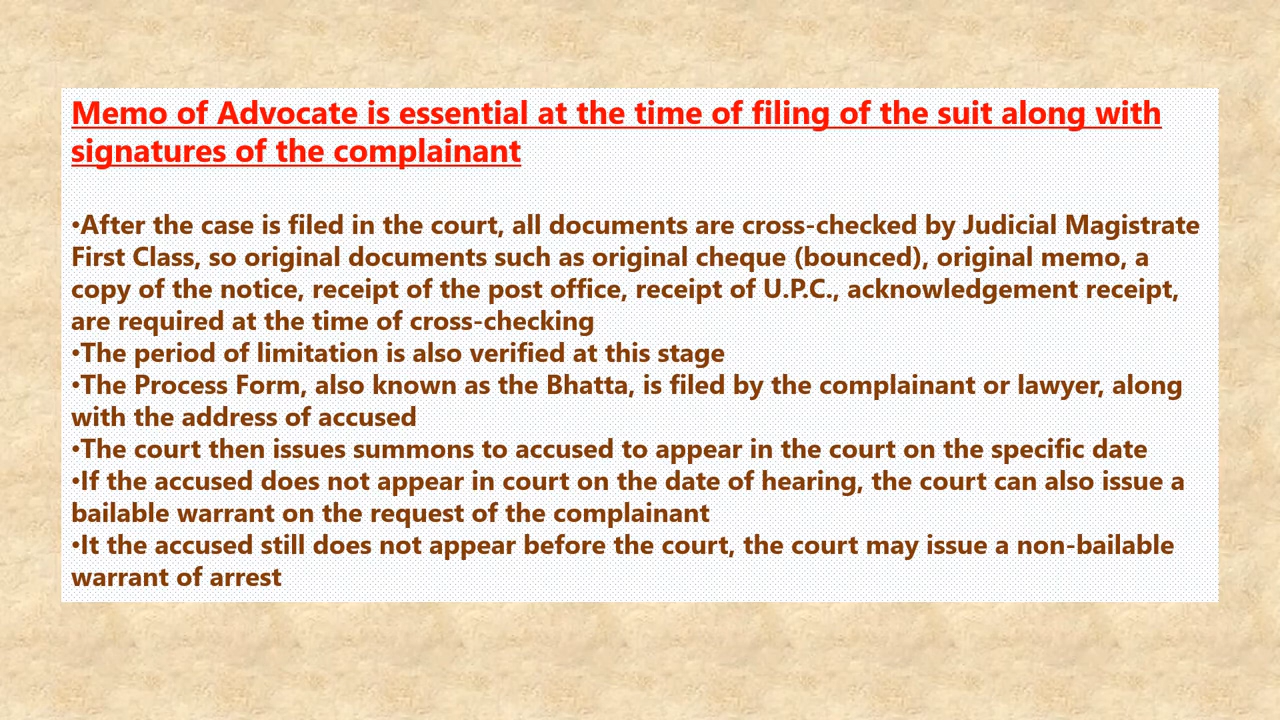 Memo of Advocate is essential at the time of filing of the suit along with
signatures of the complainant
•After the case is filed in the court, all documents are cross-checked by Judicial Magistrate
First Class, so original documents such as original cheque (bounced), original memo, a
copy of the notice, receipt of the post office, receipt of U.P.C., acknowledgement receipt,
are required at the time of cross-checking
•The period of limitation is also verified at this stage
•The Process Form, also known as the Bhatta, is filed by the complainant or lawyer, along
with the address of accused
•The court then issues summons to accused to appear in the court on the specific date
•If the accused does not appear in court on the date of hearing, the court can also issue a
bailable warrant on the request of the complainant
•It the accused still does not appear before the court, the court may issue a non-bailable
warrant of arrest